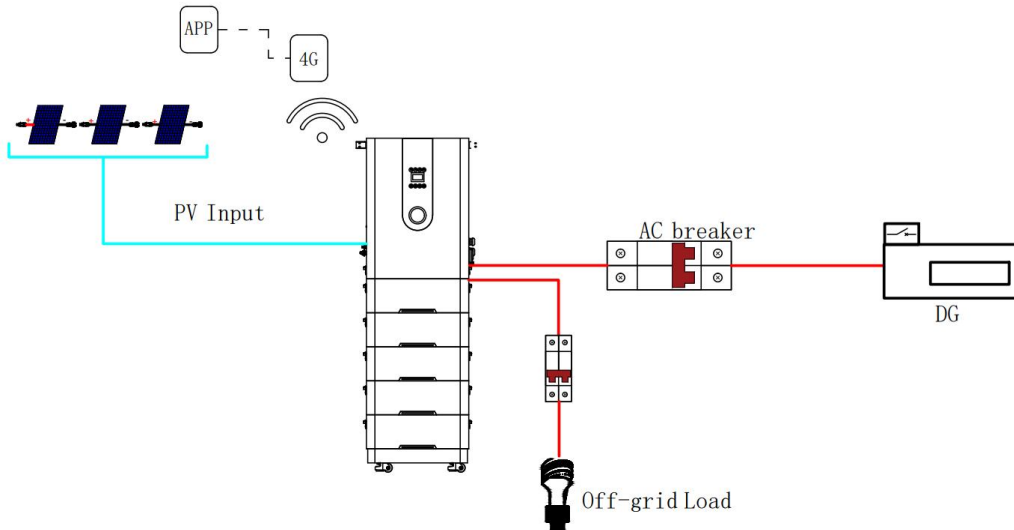 APP
4G
PV Input
AC breaker
DG
Off-grid Load